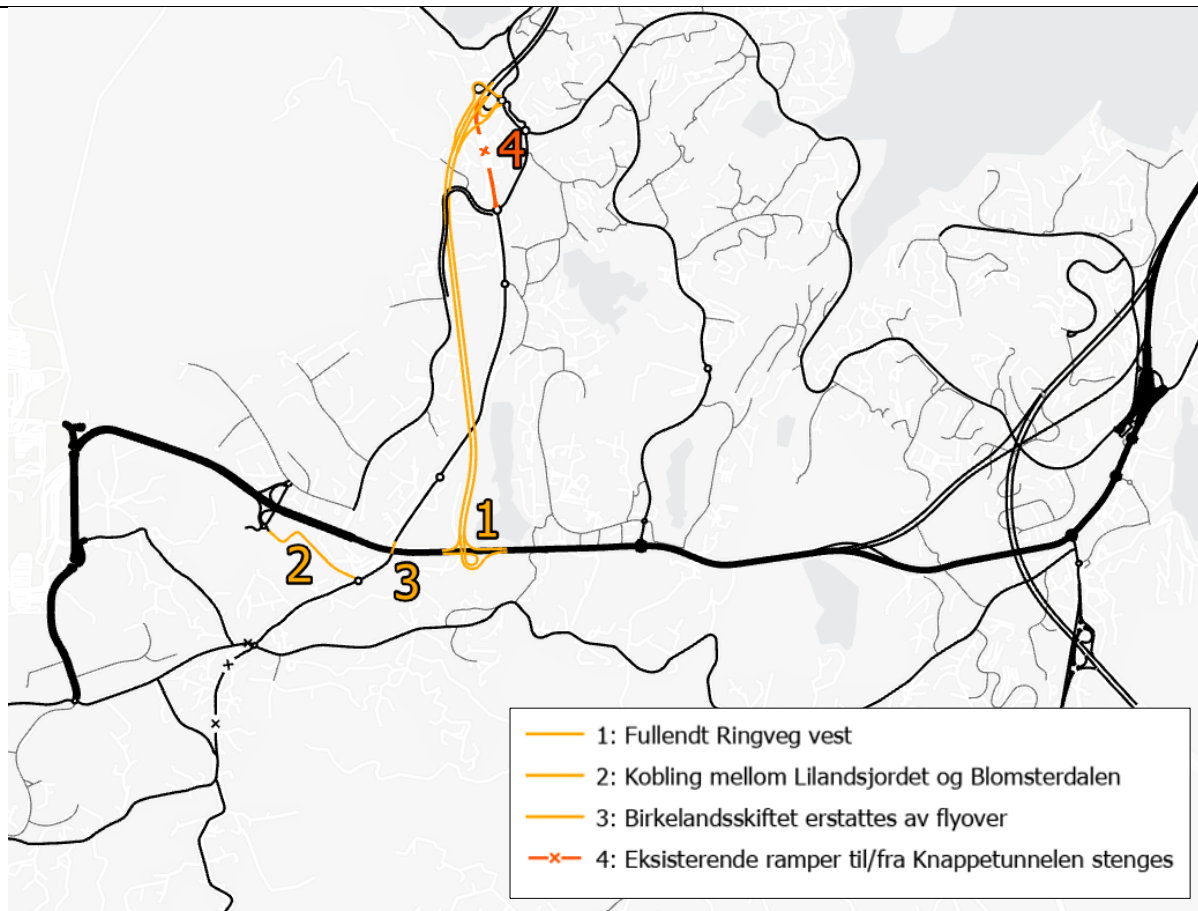 4
1
2
3
1: Fullendt Ringveg vest
2: Kobling mellom Lilandsjordet og Blomsterdalen
3: Birkelandsskiftet erstattes av flyover
4: Eksisterende ramper til/fra Knappetunnelen stenges